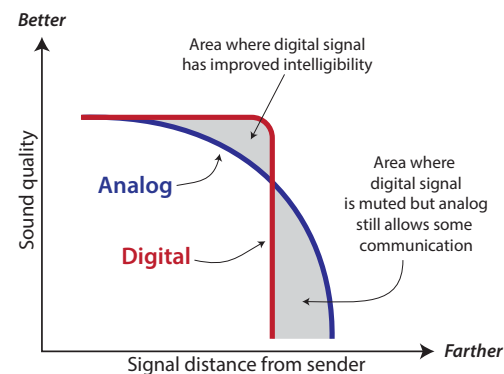 Better
Area where digital signal
has improved intelligibility
Sound quality
Analog
Digital
Area where
digital signal
is muted but analog
still allows some
communication
Farther
Signal distance from sender